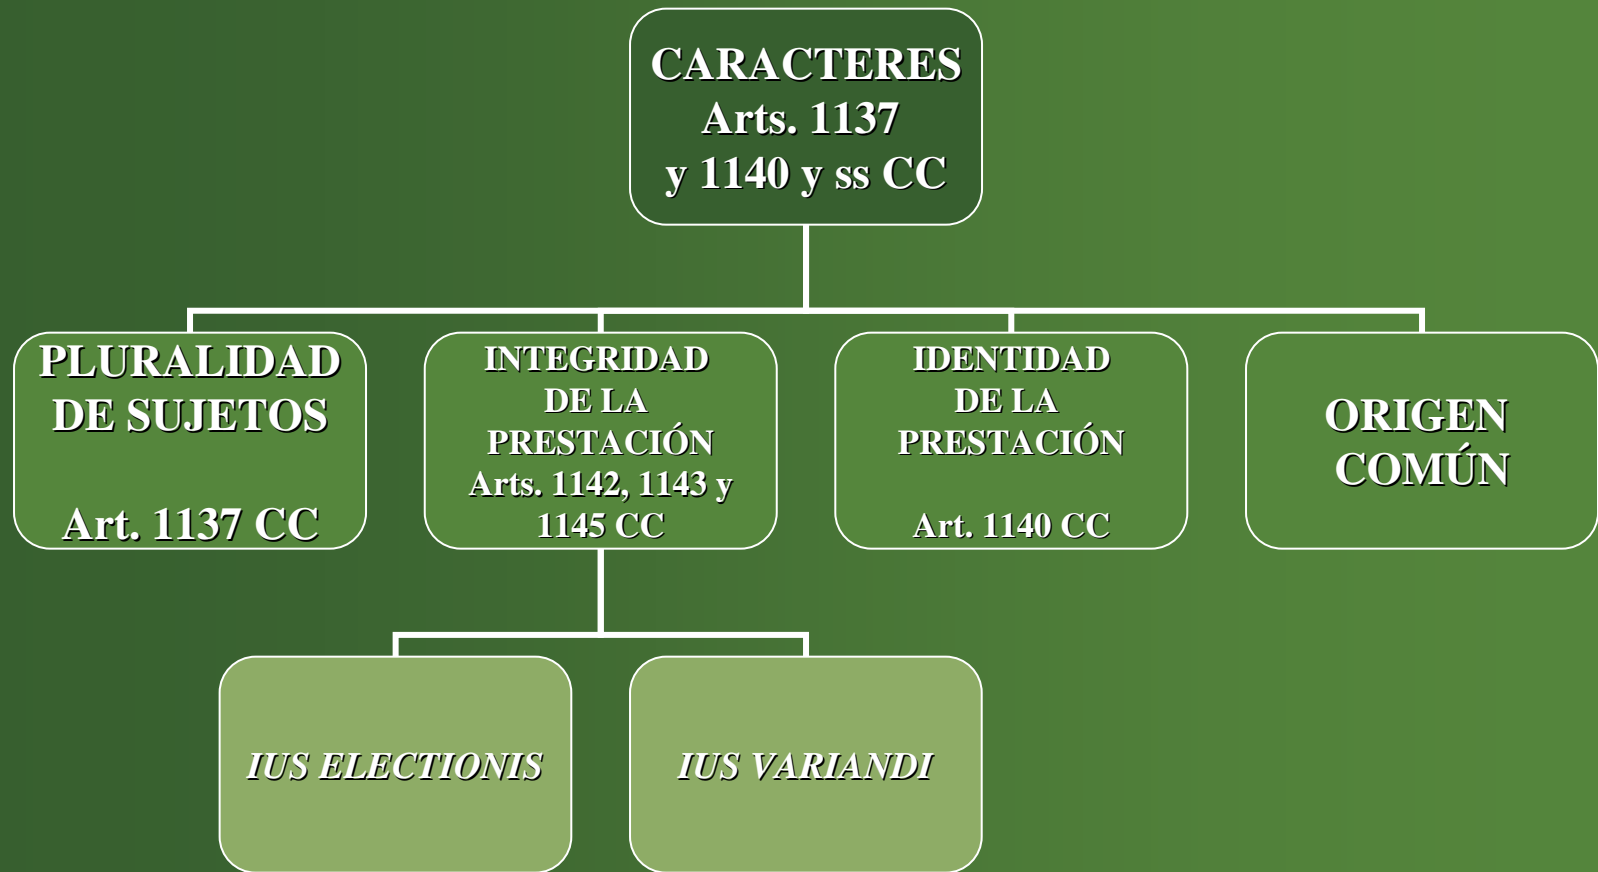 CARACTERES
Arts. 1137
y 1140 y ss CC
PLURALIDAD
DE SUJETOS
Art. 1137 CC
INTEGRIDAD
DE LA
PRESTACIÓN
Arts. 1142, 1143 y
1145 CC
IDENTIDAD
DE LA
PRESTACIÓN
Art. 1140 CC
ORIGEN
COMÚN
IUS ELECTIONIS
IUS VARIANDI